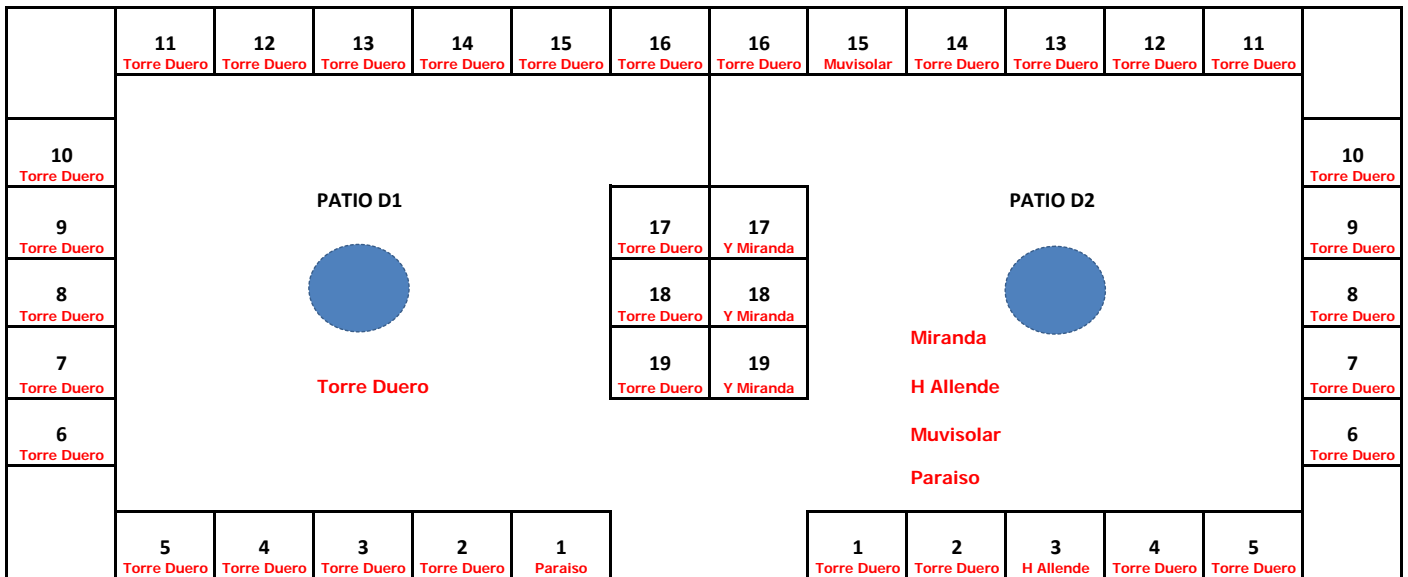 11 12 13 14 15 16 16 15 14 13 12 11
Torre Duero Torre Duero Torre Duero Torre Duero Torre Duero Torre Duero Torre Duero Muvisolar Torre Duero Torre Duero Torre Duero Torre Duero
10 10
Torre Duero Torre Duero
PATIO D1 PATIO D2
9 17 17 9
Torre Duero Torre Duero Y Miranda Torre Duero
8 18 18 8
Torre Duero Torre Duero Y Miranda Torre Duero
Miranda
7 19 19 7
Torre Duero Torre Duero Torre Duero Y Miranda H Allende Torre Duero
6 Muvisolar 6
Torre Duero Torre Duero
Paraiso
5 4 3 2 1 1 2 3 4 5
Torre Duero Torre Duero Torre Duero Torre Duero Paraiso Torre Duero Torre Duero H Allende Torre Duero Torre Duero